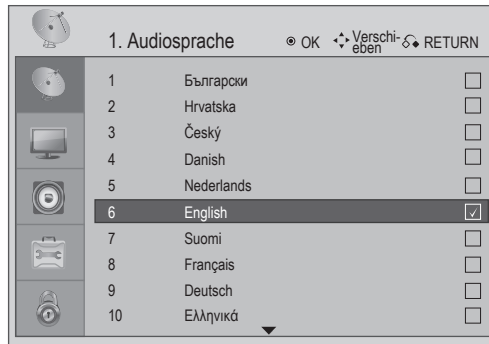 1. Audiosprache OK Verschi-eben RETURN
1 Български
2 Hrvatska
3 Český
4 Danish
5 Nederlands
6 English
7 Suomi
8 Français
9 Deutsch
10 Ελληνικά